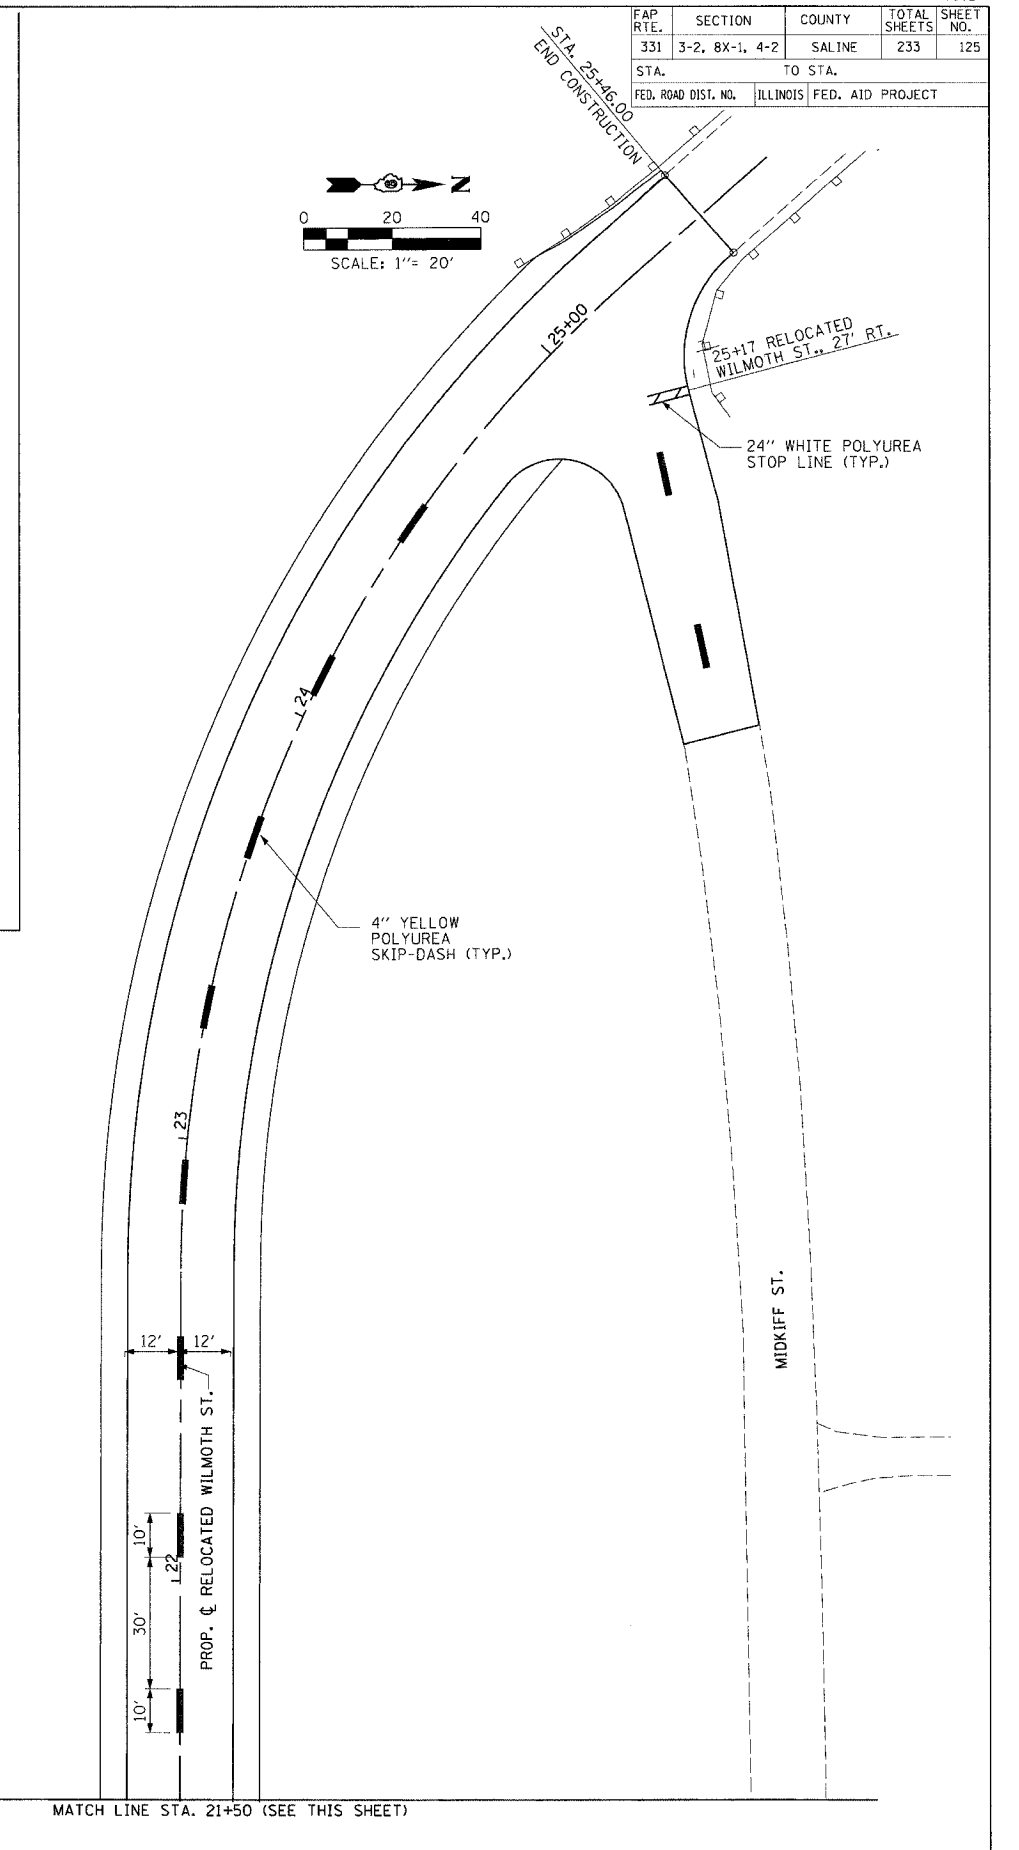 FAP RTE. SECTION COUNTY TOTAL SHEETS SHEET NO.
331 3-2, 8X-1, 4-2 SALINE 233 125
STA. TO STA.
FED. ROAD DIST. NO. ILLINOIS FED. AID PROJECT
STA. 25+46.00
END CONSTRUCTION
N
0 20 40
SCALE: 1"= 20'
25+00
25+17 RELOCATED
WILMOTH ST., 27' RT.
24" WHITE POLYUREA
STOP LINE (TYP.)
24
4" YELLOW
POLYUREA
SKIP-DASH (TYP.)
23
12' 12'
MIDKIFF ST.
PROP. ℄ RELOCATED WILMOTH ST.
10'
22
30'
10'
MATCH LINE STA. 21+50 (SEE THIS SHEET)